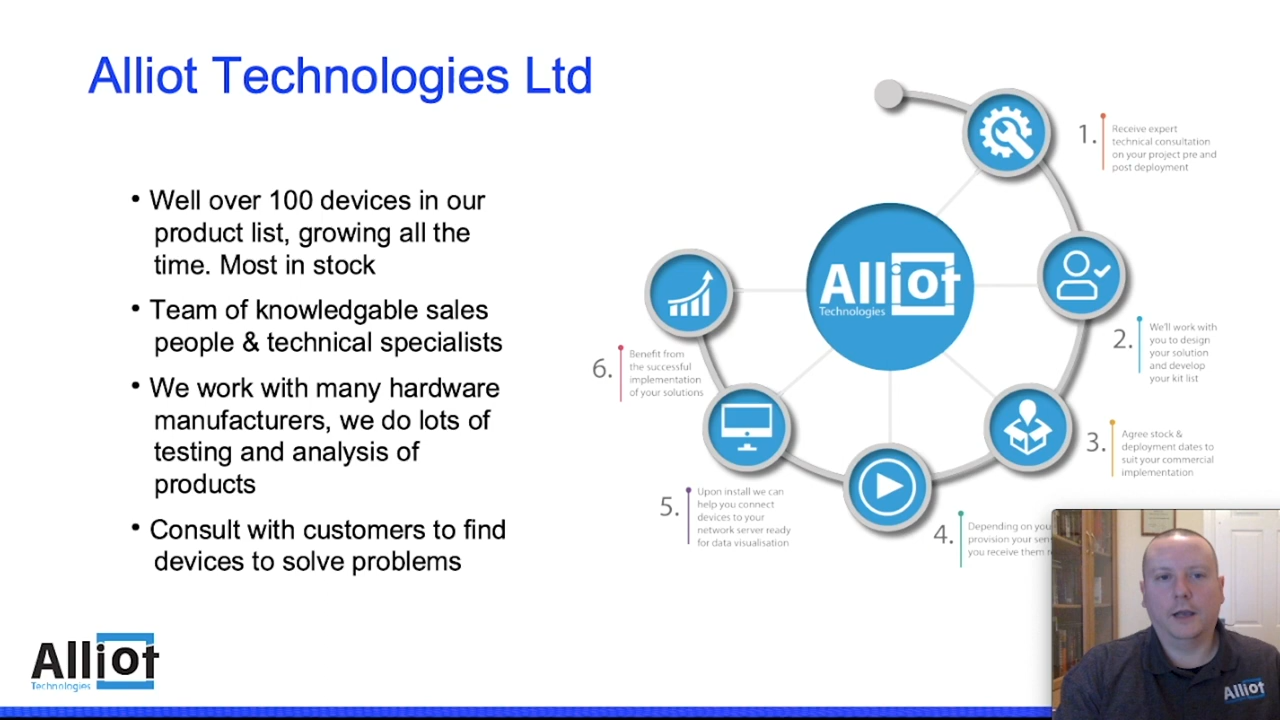 Alliot Technologies Ltd
• Well over 100 devices in our
product list, growing all the
time. Most in stock
• Team of knowledgable sales
people & technical specialists
• We work with many hardware
manufacturers, we do lots of
testing and analysis of
products
• Consult with customers to find
devices to solve problems
Alliot
Technologies
1.
Receive expert
technical consultation
on your project pre and
post deployment
2.
We'll work with
you to design
your solution
and develop
your kit list
3.
Agree stock &
deployment dates to
suit your commercial
implementation
4.
Depending on you
provision your
you receive them
5.
Upon install we can
help you connect
devices to your
network server ready
for data visualisation
6.
Benefit from
the successful
implementation
of your solutions
Alliot
Technologies
Alliot